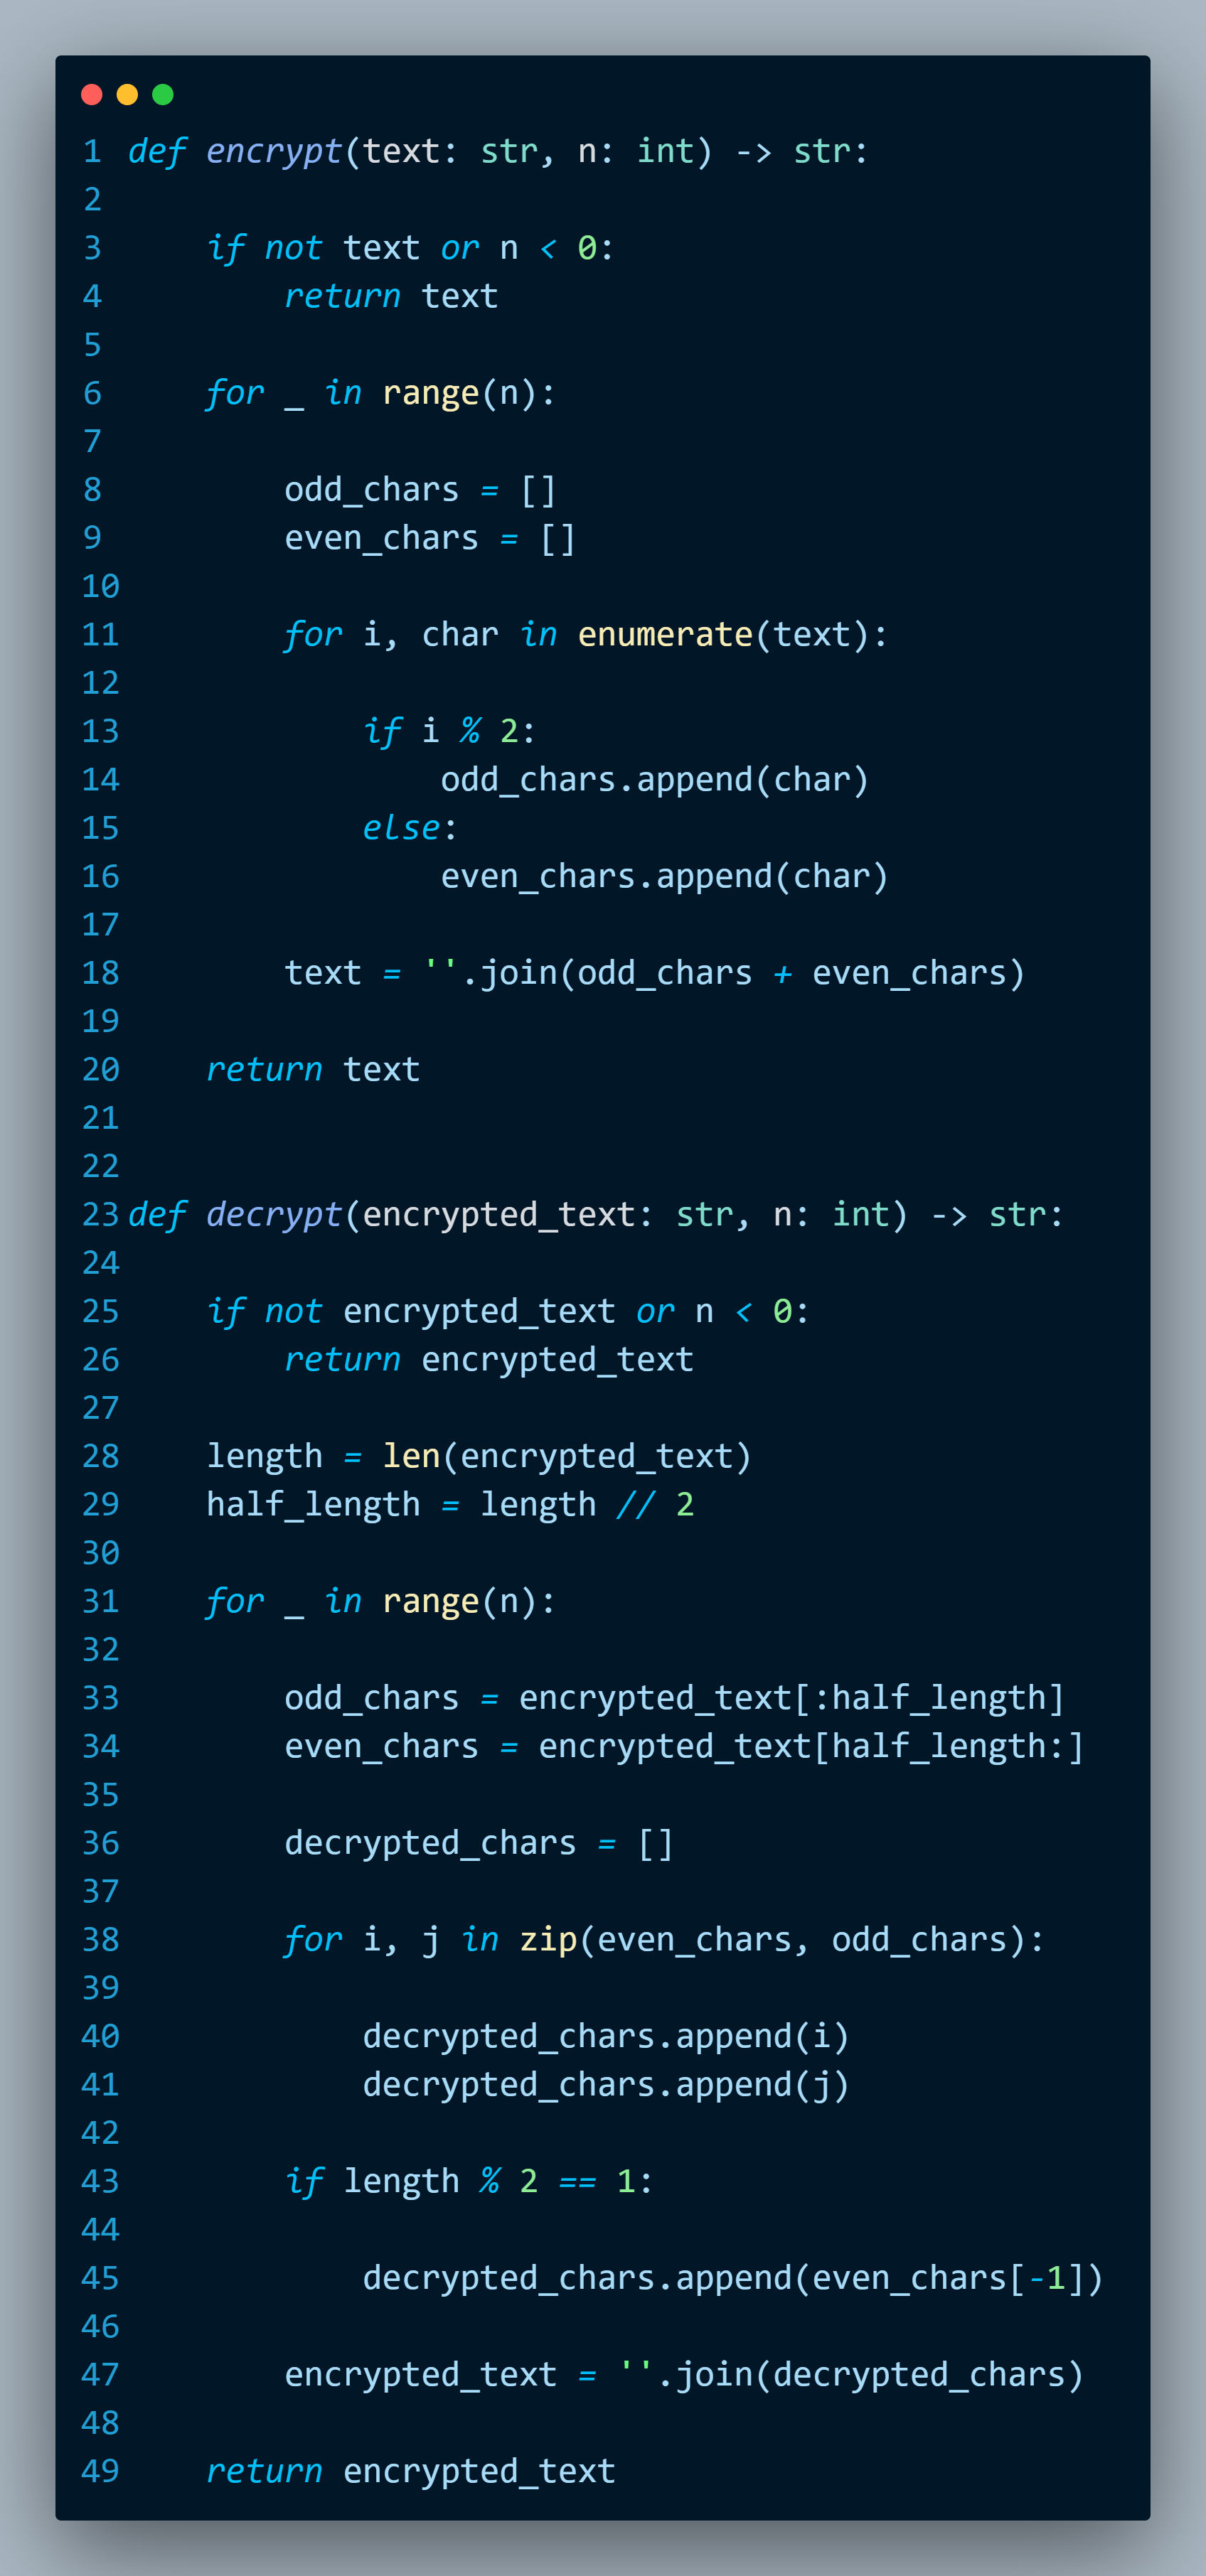 1 def encrypt(text: str, n: int) -> str:
2
3     if not text or n < 0:
4         return text
5
6     for _ in range(n):
7
8         odd_chars = []
9         even_chars = []
10
11         for i, char in enumerate(text):
12
13             if i % 2:
14                 odd_chars.append(char)
15             else:
16                 even_chars.append(char)
17
18         text = ''.join(odd_chars + even_chars)
19
20     return text
21
22
23 def decrypt(encrypted_text: str, n: int) -> str:
24
25     if not encrypted_text or n < 0:
26         return encrypted_text
27
28     length = len(encrypted_text)
29     half_length = length // 2
30
31     for _ in range(n):
32
33         odd_chars = encrypted_text[:half_length]
34         even_chars = encrypted_text[half_length:]
35
36         decrypted_chars = []
37
38         for i, j in zip(even_chars, odd_chars):
39
40             decrypted_chars.append(i)
41             decrypted_chars.append(j)
42
43         if length % 2 == 1:
44
45             decrypted_chars.append(even_chars[-1])
46
47         encrypted_text = ''.join(decrypted_chars)
48
49     return encrypted_text